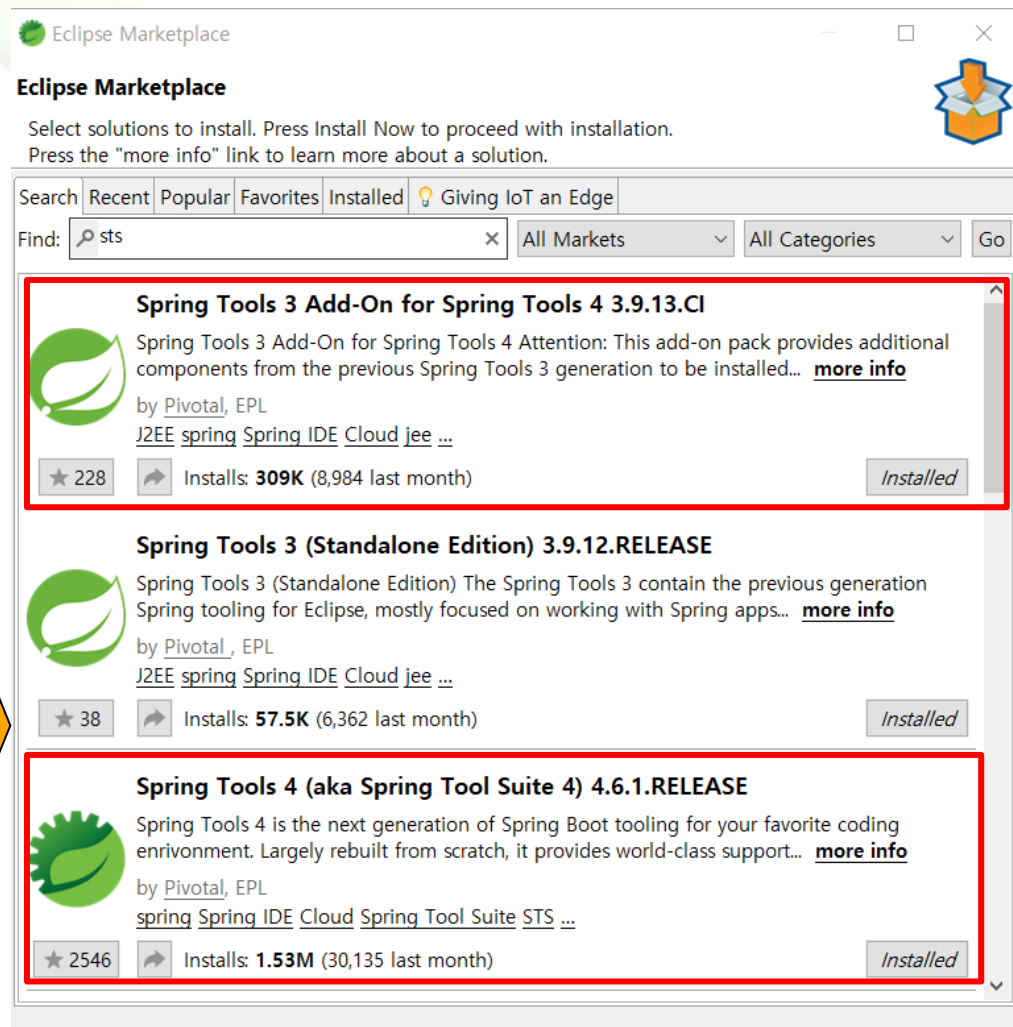 Eclipse Marketplace
Eclipse Marketplace
Select solutions to install. Press Install Now to proceed with installation.
Press the "more info" link to learn more about a solution.
Search Recent Popular Favorites Installed Giving IoT an Edge
Find: sts All Markets All Categories Go
Spring Tools 3 Add-On for Spring Tools 4 3.9.13.CI
Spring Tools 3 Add-On for Spring Tools 4 Attention: This add-on pack provides additional
components from the previous Spring Tools 3 generation to be installed... more info
by Pivotal, EPL
J2EE spring Spring IDE Cloud jee ...
228 Installs: 309K (8,984 last month) Installed
Spring Tools 3 (Standalone Edition) 3.9.12.RELEASE
Spring Tools 3 (Standalone Edition) The Spring Tools 3 contain the previous generation
Spring tooling for Eclipse, mostly focused on working with Spring apps... more info
by Pivotal , EPL
J2EE spring Spring IDE Cloud jee ...
38 Installs: 57.5K (6,362 last month) Installed
Spring Tools 4 (aka Spring Tool Suite 4) 4.6.1.RELEASE
Spring Tools 4 is the next generation of Spring Boot tooling for your favorite coding
enrivonment. Largely rebuilt from scratch, it provides world-class support... more info
by Pivotal, EPL
spring Spring IDE Cloud Spring Tool Suite STS ...
2546 Installs: 1.53M (30,135 last month) Installed